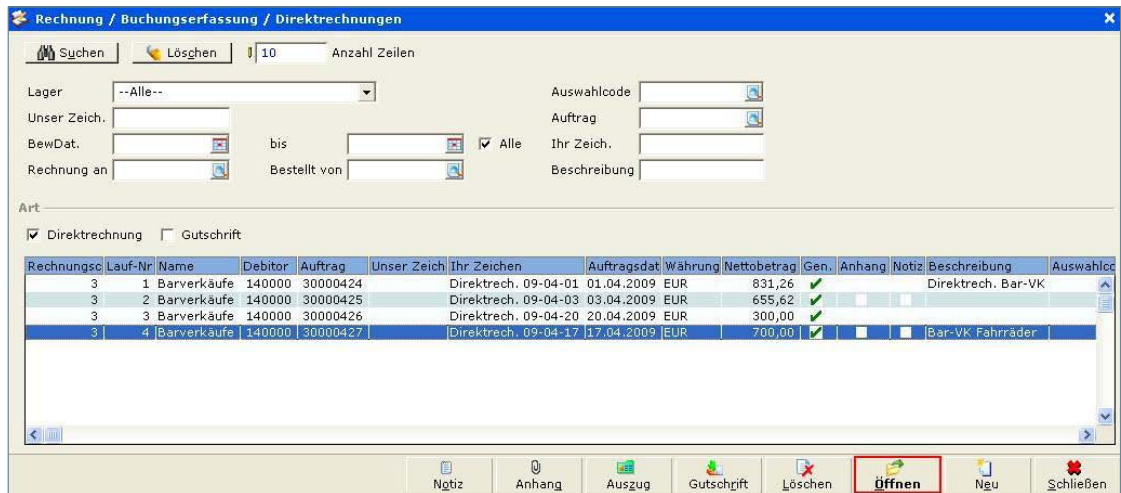 Rechnung / Buchungserfassung / Direktrechnungen
Suchen Löschen 10 Anzahl Zeilen
Lager --Alle-- Auswahlcode
Unser Zeich. Auftrag
BewDat. bis Alle Ihr Zeich.
Rechnung an Bestellt von Beschreibung
Art
Direktrechnung Gutschrift
Rechnungsc Lauf-Nr Name Debitor Auftrag Unser Zeich Ihr Zeichen Auftragsdat Währung Nettobetrag Gen. Anhang Notiz Beschreibung Auswahlcc
3 1 Barverkäufe 140000 30000424 Direktrech. 09-04-01 01.04.2009 EUR 831,26 Direktrech. Bar-VK
3 2 Barverkäufe 140000 30000425 Direktrech. 09-04-03 03.04.2009 EUR 655,62
3 3 Barverkäufe 140000 30000426 Direktrech. 09-04-20 20.04.2009 EUR 300,00
3 4 Barverkäufe 140000 30000427 Direktrech. 09-04-17 17.04.2009 EUR 700,00 Bar-VK Fahrräder
Notiz Anhang Auszug Gutschrift Löschen Öffnen Neu Schließen